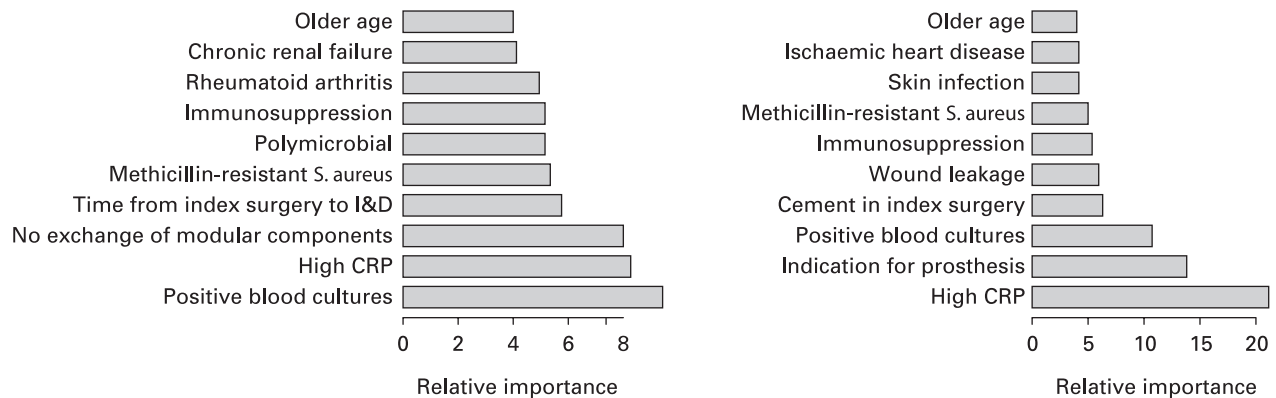 Older age
Chronic renal failure
Rheumatoid arthritis
Immunosuppression
Polymicrobial
Methicillin-resistant S. aureus
Time from index surgery to I&D
No exchange of modular components
High CRP
Positive blood cultures
0 2 4 6 8
Relative importance
Older age
Ischaemic heart disease
Skin infection
Methicillin-resistant S. aureus
Immunosuppression
Wound leakage
Cement in index surgery
Positive blood cultures
Indication for prosthesis
High CRP
0 5 10 15 20
Relative importance